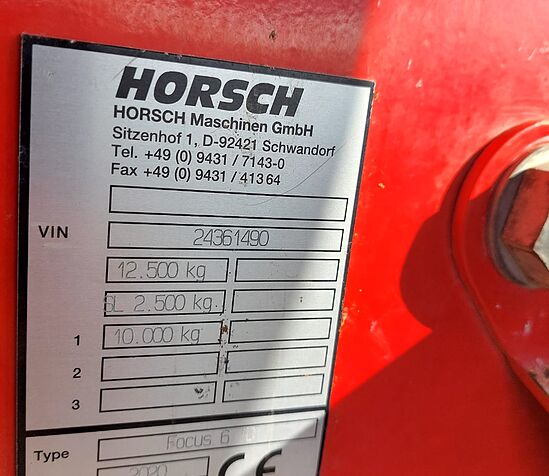 HORSCH
HORSCH Maschinen GmbH
Sitzenhof 1, D-92421 Schwandorf
Tel. +49 (0) 9431 / 7143-0
Fax +49 (0) 9431 / 41364
VIN 24361490
12.500 kg
SL 2.500 kg
1 10.000 kg
2
3
Type Focus 6
2020 CE